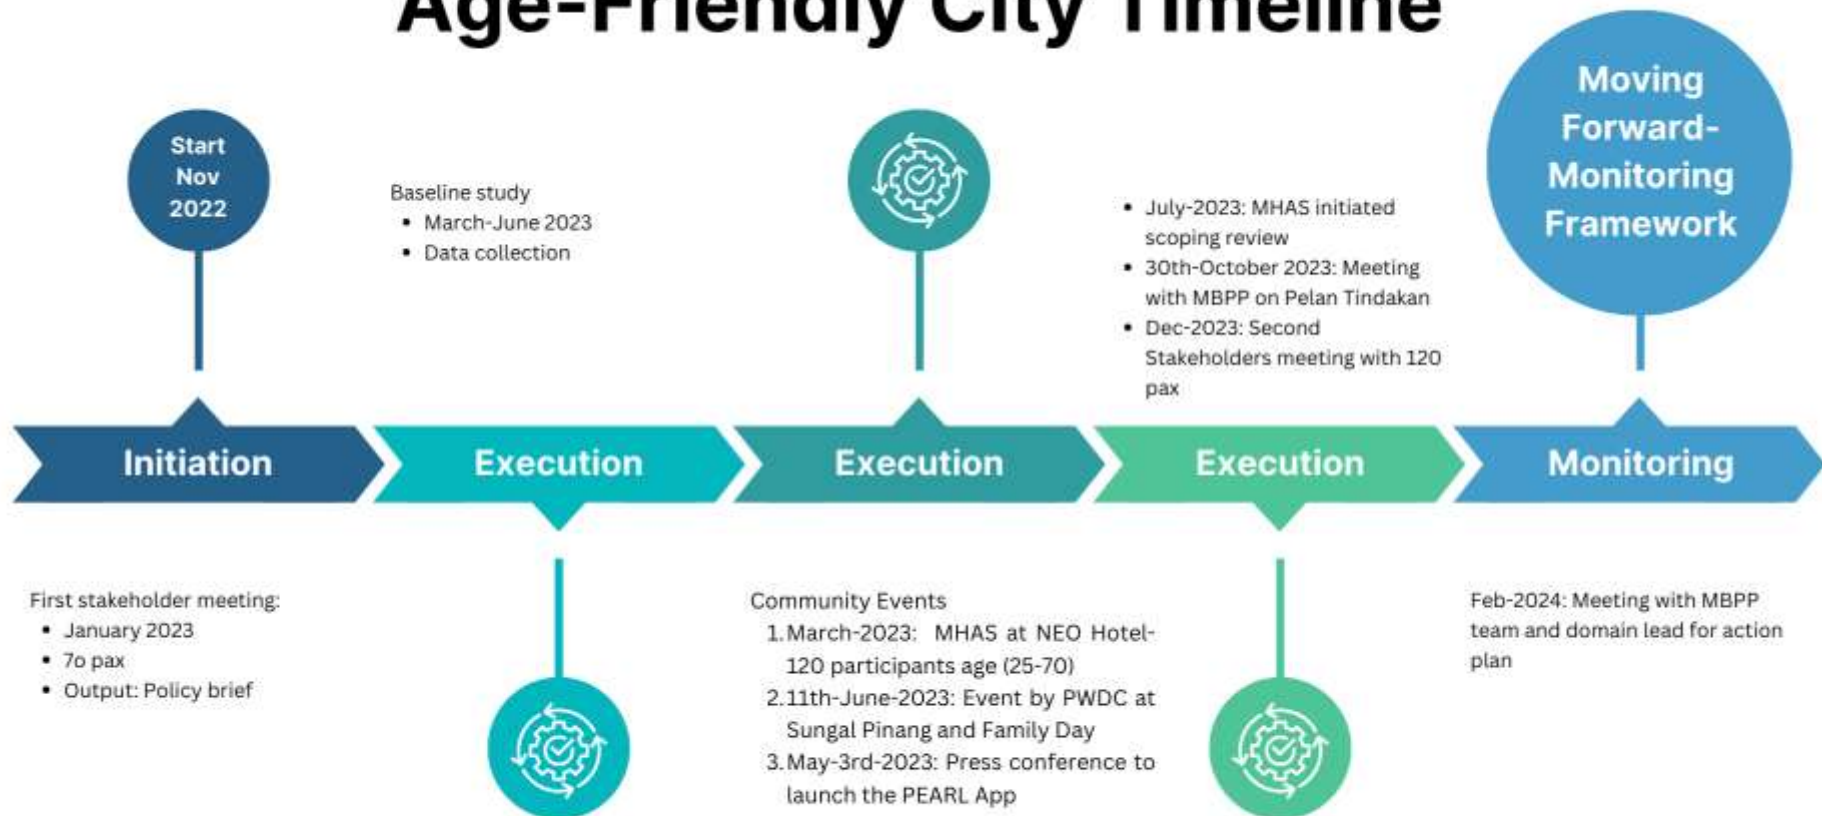 Age-Friendly City Timeline
Start
Nov
2022
Baseline study
• March-June 2023
• Data collection
• July-2023: MHAS initiated
scoping review
• 30th-October 2023: Meeting
with MBPP on Pelan Tindakan
• Dec-2023: Second
Stakeholders meeting with 120
pax
Moving
Forward-
Monitoring
Framework
Initiation
Execution
Execution
Execution
Monitoring
First stakeholder meeting:
• January 2023
• 7o pax
• Output: Policy brief
Community Events
1. March-2023: MHAS at NEO Hotel-
120 participants age (25-70)
2. 11th-June-2023: Event by PWDC at
Sungal Pinang and Family Day
3. May-3rd-2023: Press conference to
launch the PEARL App
Feb-2024: Meeting with MBPP
team and domain lead for action
plan